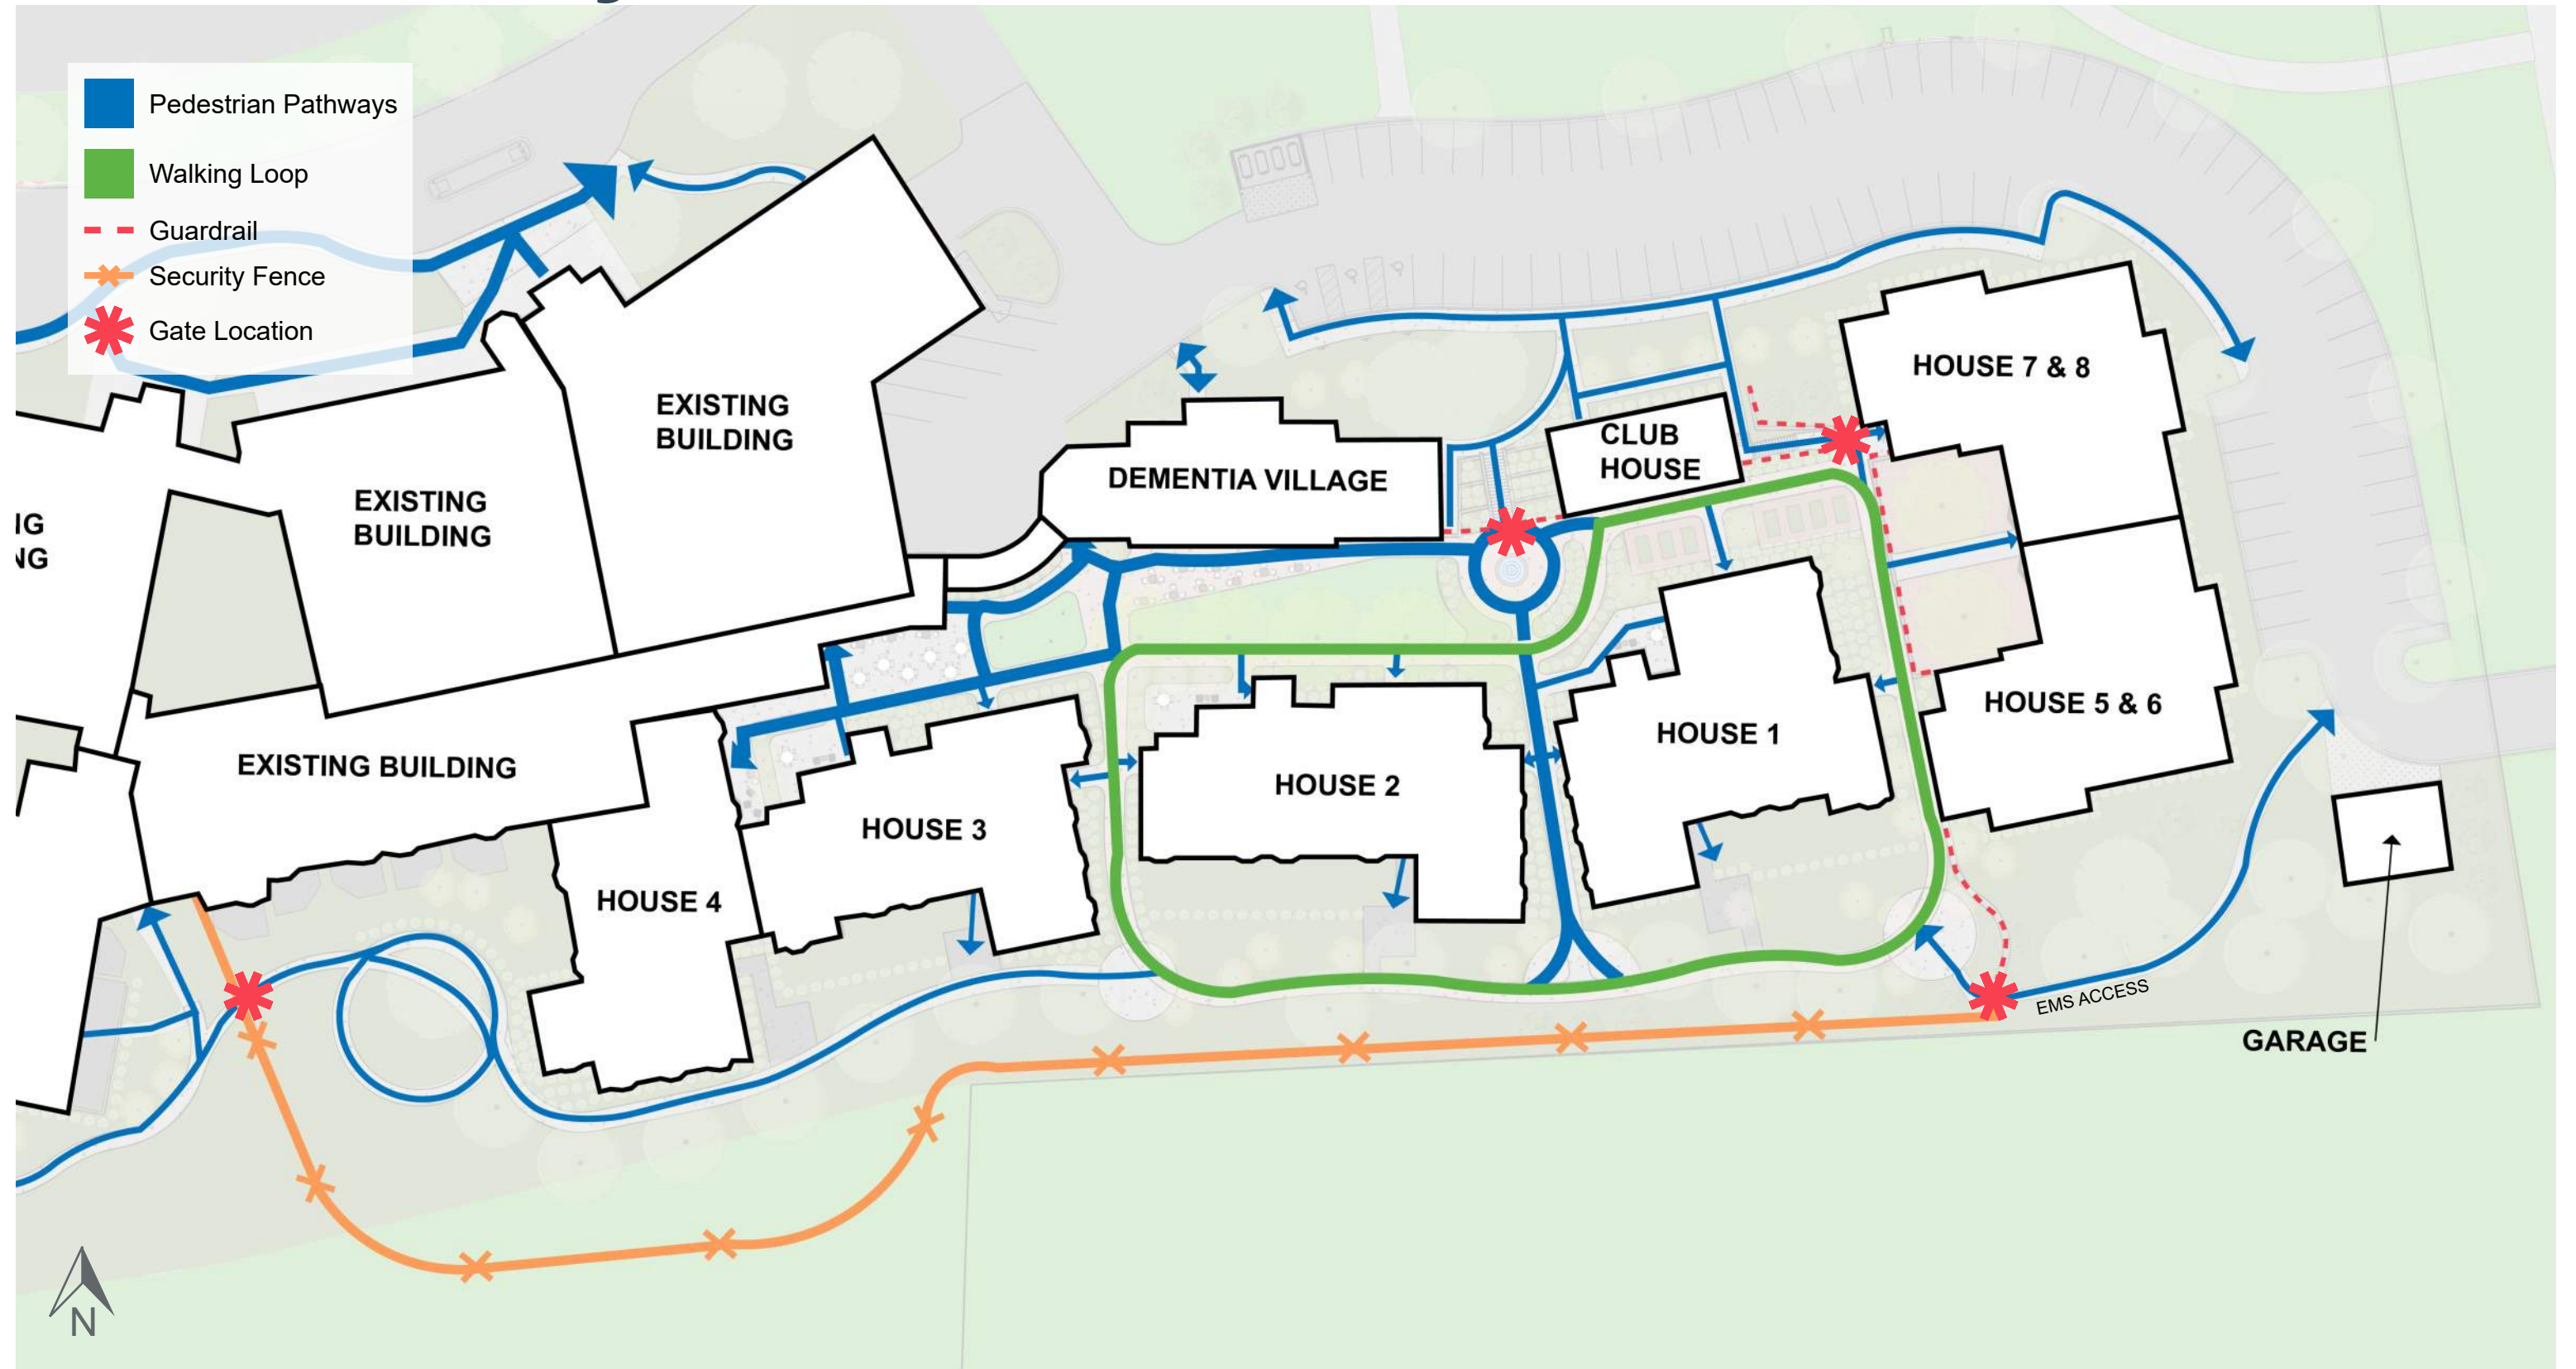 Pedestrian Pathways
Walking Loop
Guardrail
Security Fence
Gate Location
EXISTING
BUILDING
EXISTING
BUILDING
NG
EXISTING BUILDING
DEMENTIA VILLAGE
CLUB
HOUSE
HOUSE 7 & 8
HOUSE 5 & 6
HOUSE 1
HOUSE 2
HOUSE 3
HOUSE 4
EMS ACCESS
GARAGE
N